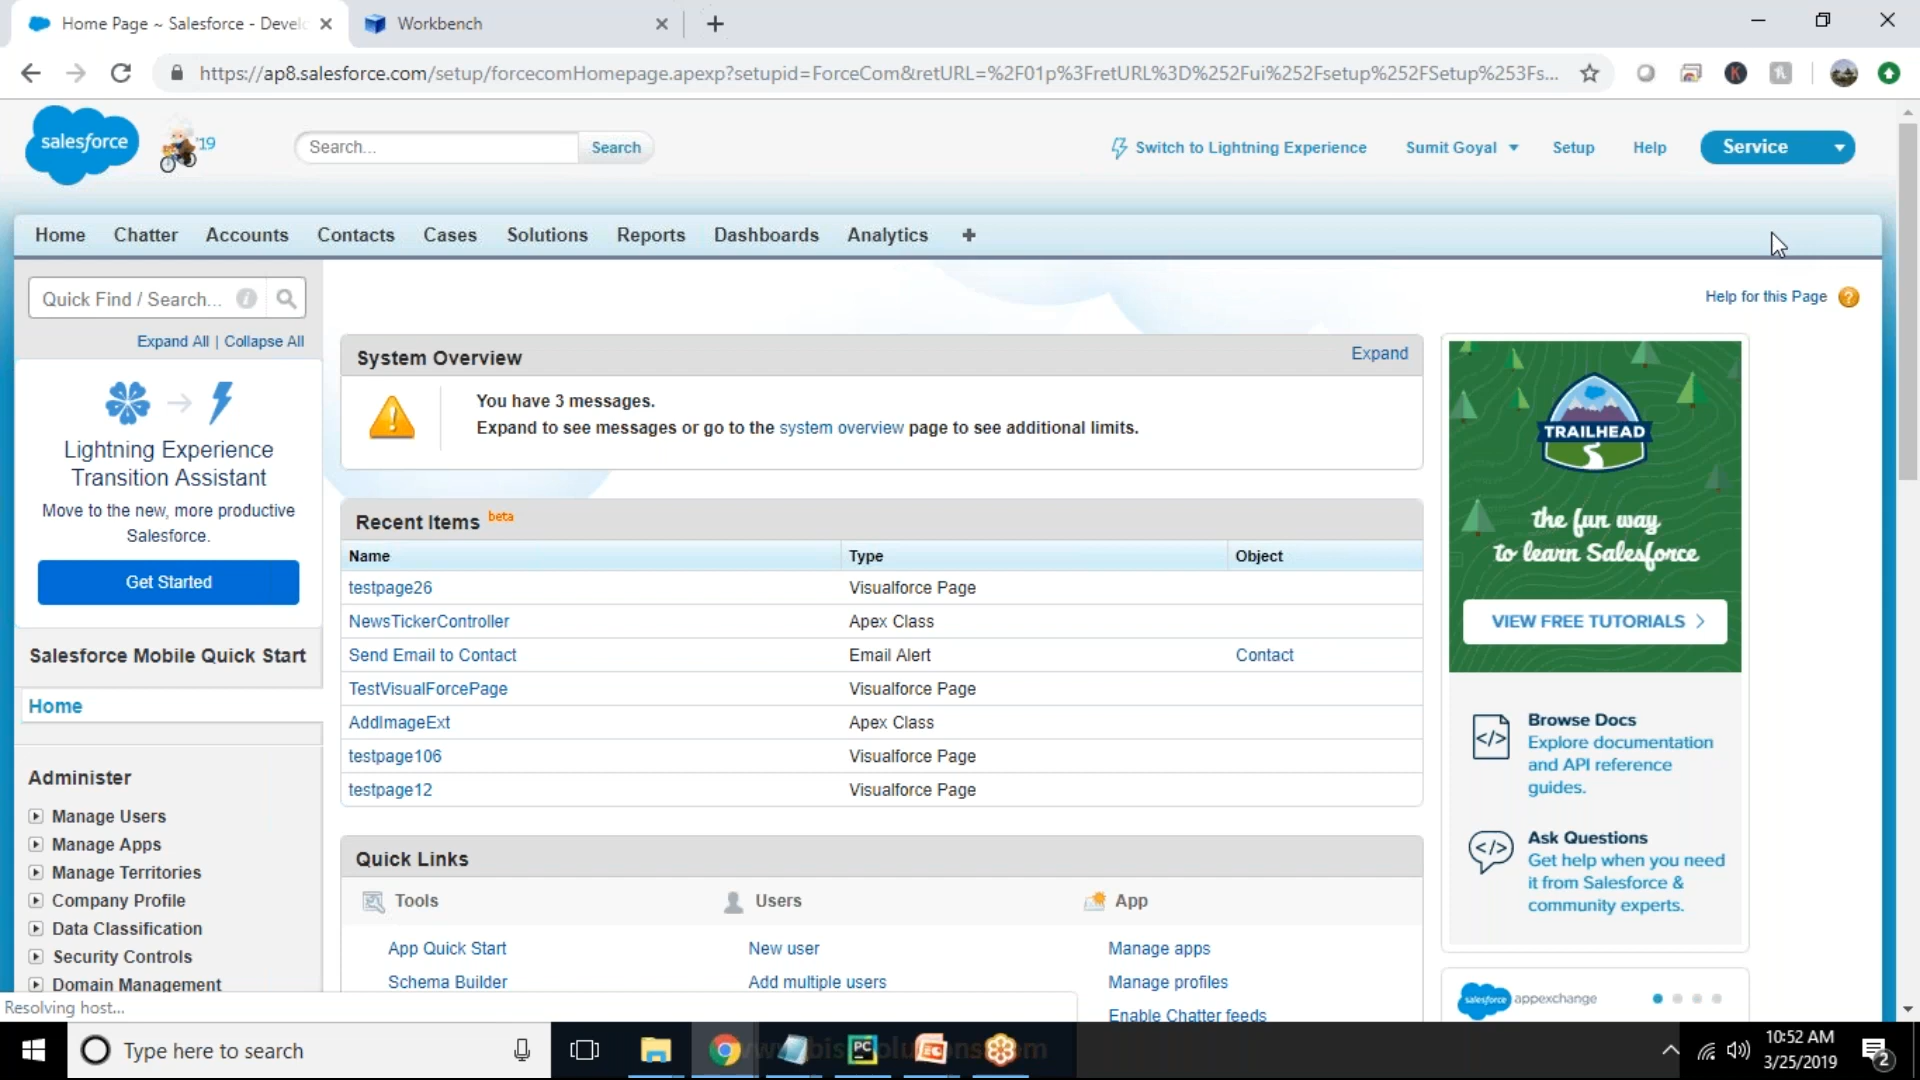 Home Page ~ Salesforce - Develo
Workbench
https://ap8.salesforce.com/setup/forcecomHomepage.apexp?setupid=ForceCom&retURL=%2F01p%3FretURL%3D%252Fui%252Fsetup%252FSetup%253Fs...
salesforce
'19
Search...
Search
Switch to Lightning Experience
Sumit Goyal
Setup
Help
Service
Home
Chatter
Accounts
Contacts
Cases
Solutions
Reports
Dashboards
Analytics
+
Quick Find / Search...
Expand All | Collapse All
Lightning Experience
Transition Assistant
Move to the new, more productive
Salesforce.
Get Started
Salesforce Mobile Quick Start
Home
Administer
Manage Users
Manage Apps
Manage Territories
Company Profile
Data Classification
Security Controls
Domain Management
Resolving host...
Help for this Page
System Overview
Expand
You have 3 messages.
Expand to see messages or go to the system overview page to see additional limits.
Recent Items beta
Name Type Object
testpage26 Visualforce Page
NewsTickerController Apex Class
Send Email to Contact Email Alert Contact
TestVisualForcePage Visualforce Page
AddImageExt Apex Class
testpage106 Visualforce Page
testpage12 Visualforce Page
Quick Links
Tools
Users
App
App Quick Start
New user
Manage apps
Schema Builder
Add multiple users
Manage profiles
Enable Chatter feeds
TRAILHEAD
the fun way
to learn Salesforce
VIEW FREE TUTORIALS
Browse Docs
Explore documentation
and API reference
guides.
Ask Questions
Get help when you need
it from Salesforce &
community experts.
salesforce appexchange
Type here to search
10:52 AM
3/25/2019
2